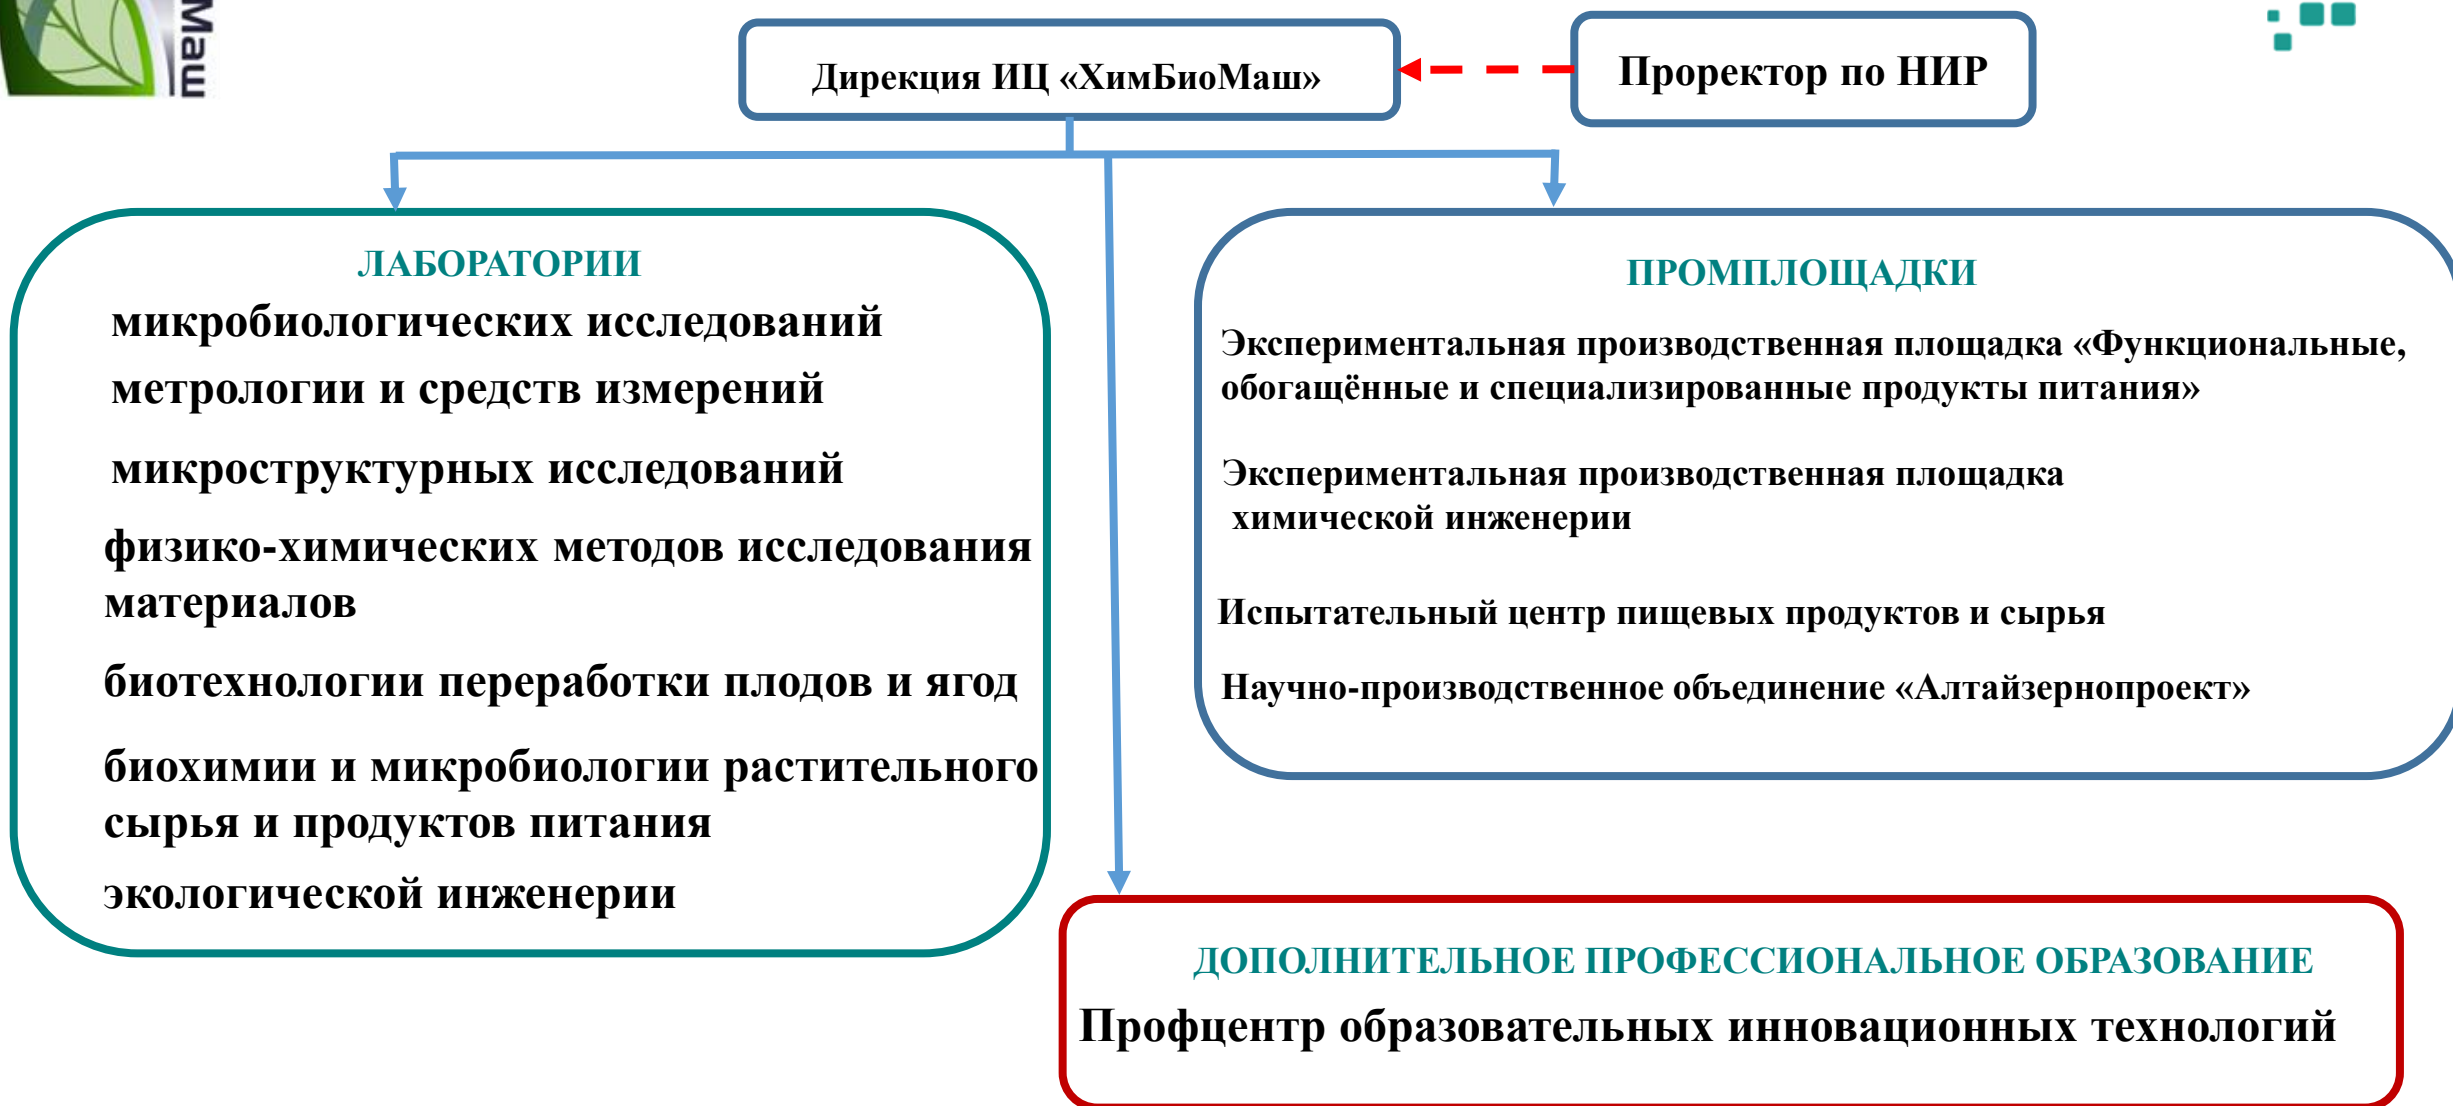 Маш
Дирекция ИЦ «ХимБиоМаш»
Проректор по НИР
ЛАБОРАТОРИИ
микробиологических исследований
метрологии и средств измерений
микроструктурных исследований
физико-химических методов исследования
материалов
биотехнологии переработки плодов и ягод
биохимии и микробиологии растительного
сырья и продуктов питания
экологической инженерии
ПРОМПЛОЩАДКИ
Экспериментальная производственная площадка «Функциональные,
обогащённые и специализированные продукты питания»
Экспериментальная производственная площадка
химической инженерии
Испытательный центр пищевых продуктов и сырья
Научно-производственное объединение «Алтайзернопроект»
ДОПОЛНИТЕЛЬНОЕ ПРОФЕССИОНАЛЬНОЕ ОБРАЗОВАНИЕ
Профцентр образовательных инновационных технологий